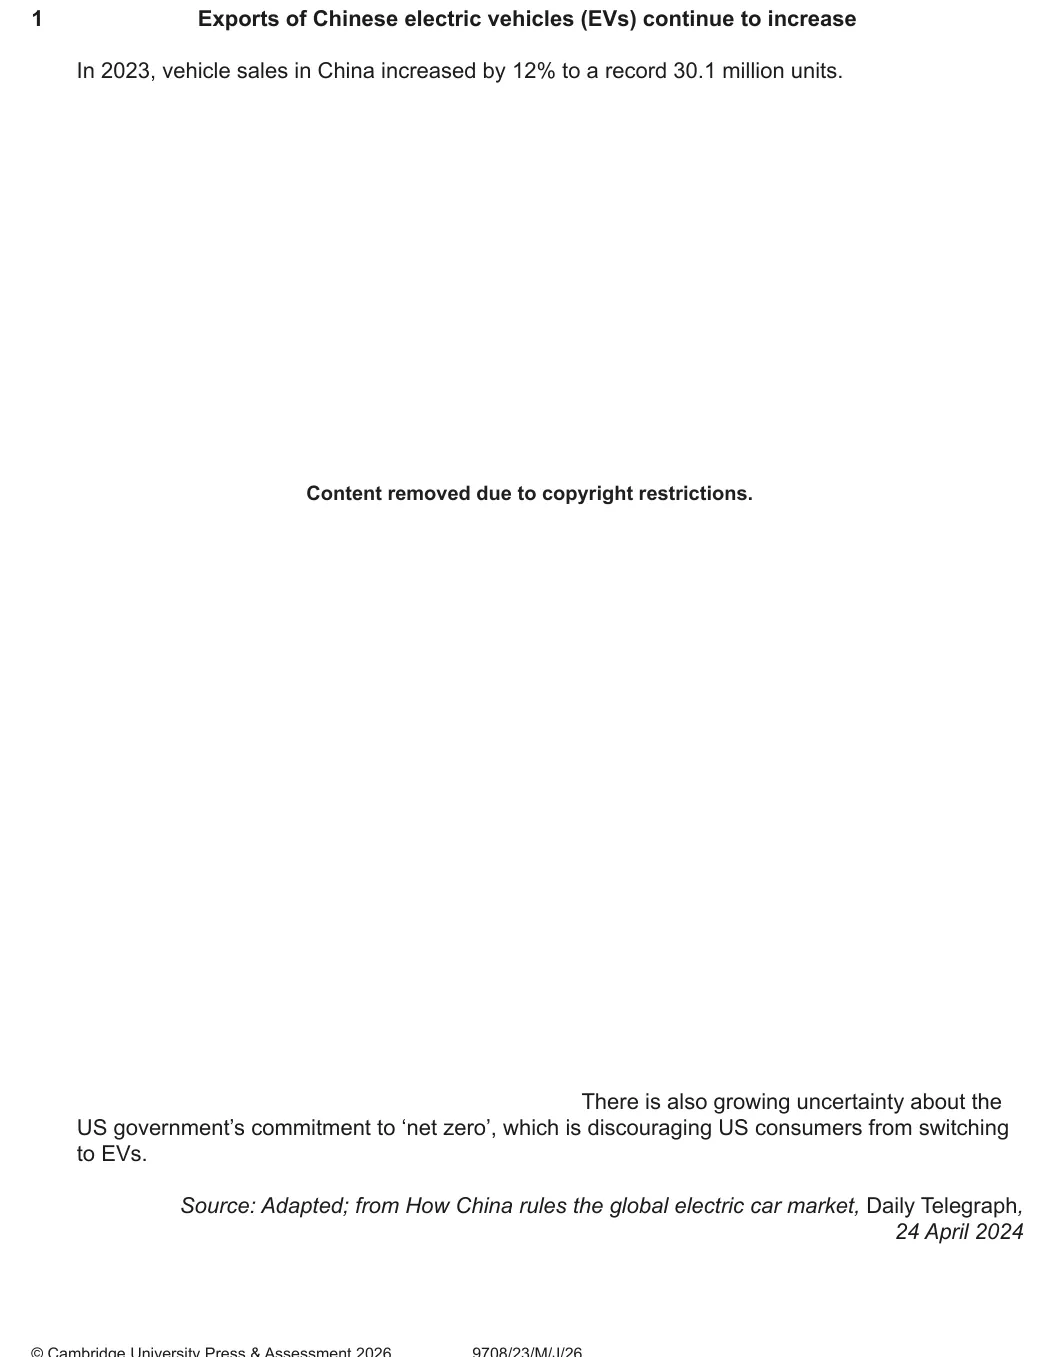 1 Exports of Chinese electric vehicles (EVs) continue to increase
In 2023, vehicle sales in China increased by 12% to a record 30.1 million units.
Content removed due to copyright restrictions.
There is also growing uncertainty about the
US government’s commitment to ‘net zero’, which is discouraging US consumers from switching
to EVs.
Source: Adapted; from How China rules the global electric car market, Daily Telegraph,
24 April 2024
© Cambridge University Press & Assessment 2026 9708/23/M/J/26